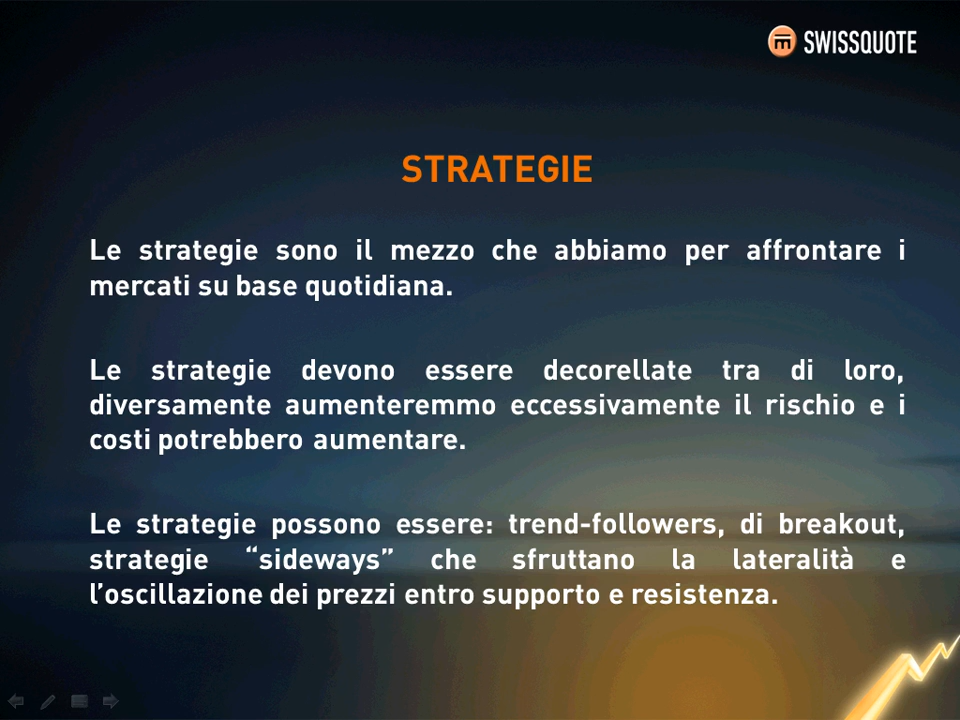 SWISSQUOTE
STRATEGIE
Le strategie sono il mezzo che abbiamo per affrontare i
mercati su base quotidiana.
Le strategie devono essere decorellate tra di loro,
diversamente aumenteremmo eccessivamente il rischio e i
costi potrebbero aumentare.
Le strategie possono essere: trend-followers, di breakout,
strategie “sideways” che sfruttano la lateralità e
l’oscillazione dei prezzi entro supporto e resistenza.